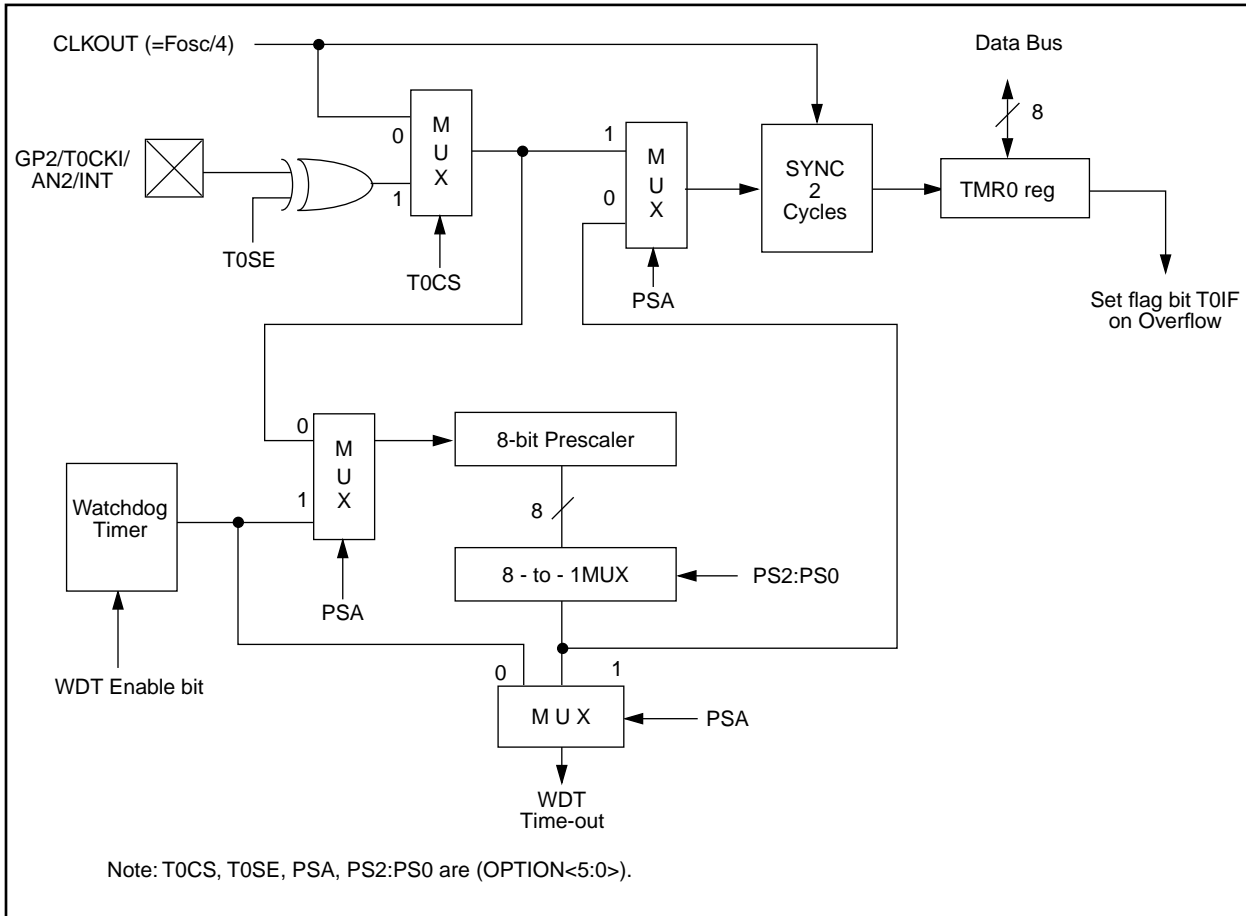 CLKOUT (=Fosc/4)
Data Bus
8
0
M
U
X
1
GP2/T0CKI/
AN2/INT
T0SE
T0CS
1
M
U
X
0
PSA
SYNC
2
Cycles
TMR0 reg
Set flag bit T0IF
on Overflow
0
M
U
X
1
PSA
8-bit Prescaler
Watchdog
Timer
8
8 - to - 1MUX
PS2:PS0
WDT Enable bit
0
1
M U X
PSA
WDT
Time-out
Note: T0CS, T0SE, PSA, PS2:PS0 are (OPTION<5:0>).